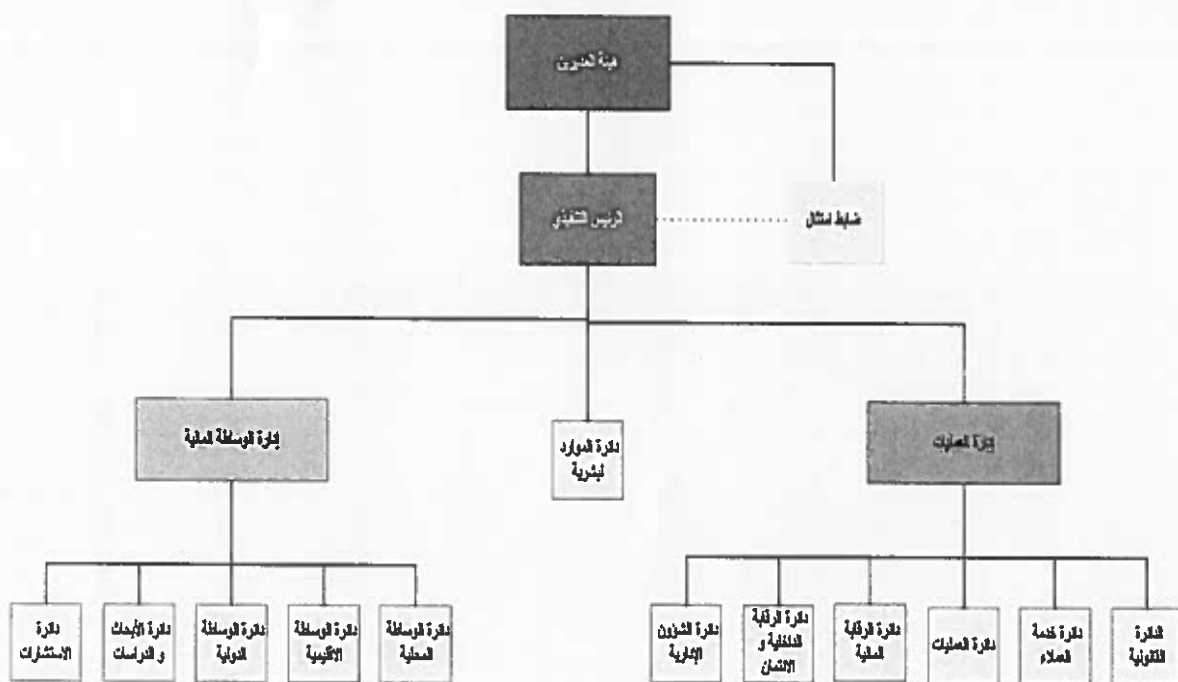 هيئة المديرين
الرئيس التنفيذي
ضابط امتثال
إدارة العمليات
دائرة الموارد
البشرية
إدارة الوساطة المالية
الدائرة
القانونية
دائرة خدمة
العملاء
دائرة العمليات
دائرة الرقابة
المالية
دائرة الرقابة
الداخلية و
الائتمان
دائرة الشؤون
الإدارية
دائرة الوساطة
المحلية
دائرة الوساطة
الاقليمية
دائرة الوساطة
الدولية
دائرة الأبحاث
و الدراسات
دائرة
الاستشارات